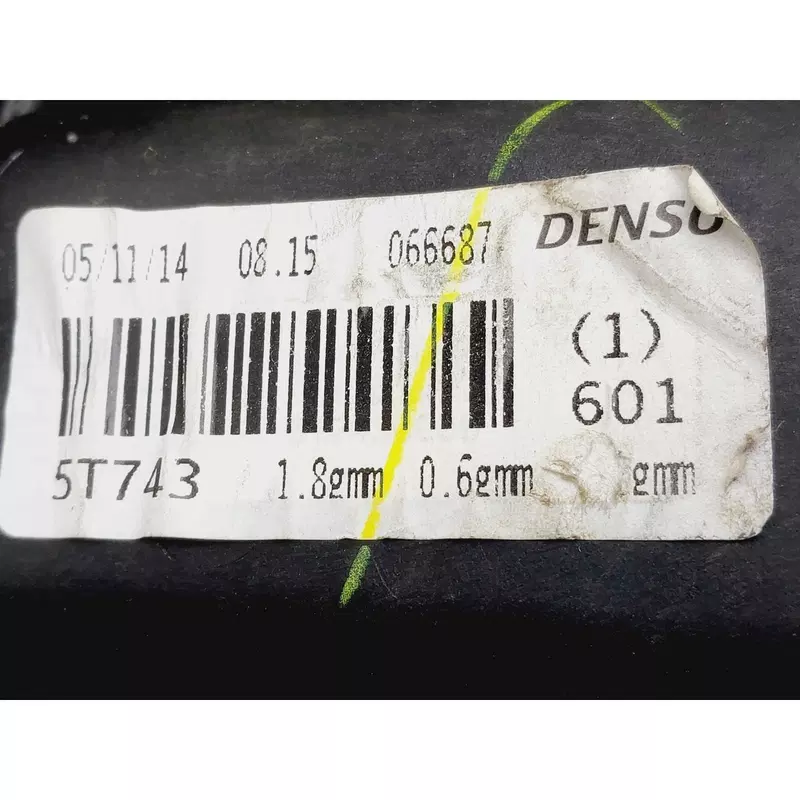 05/11/14 08.15 066687 DENSO
(1)
601
5T743 1.8gmm 0.6gmm gmm